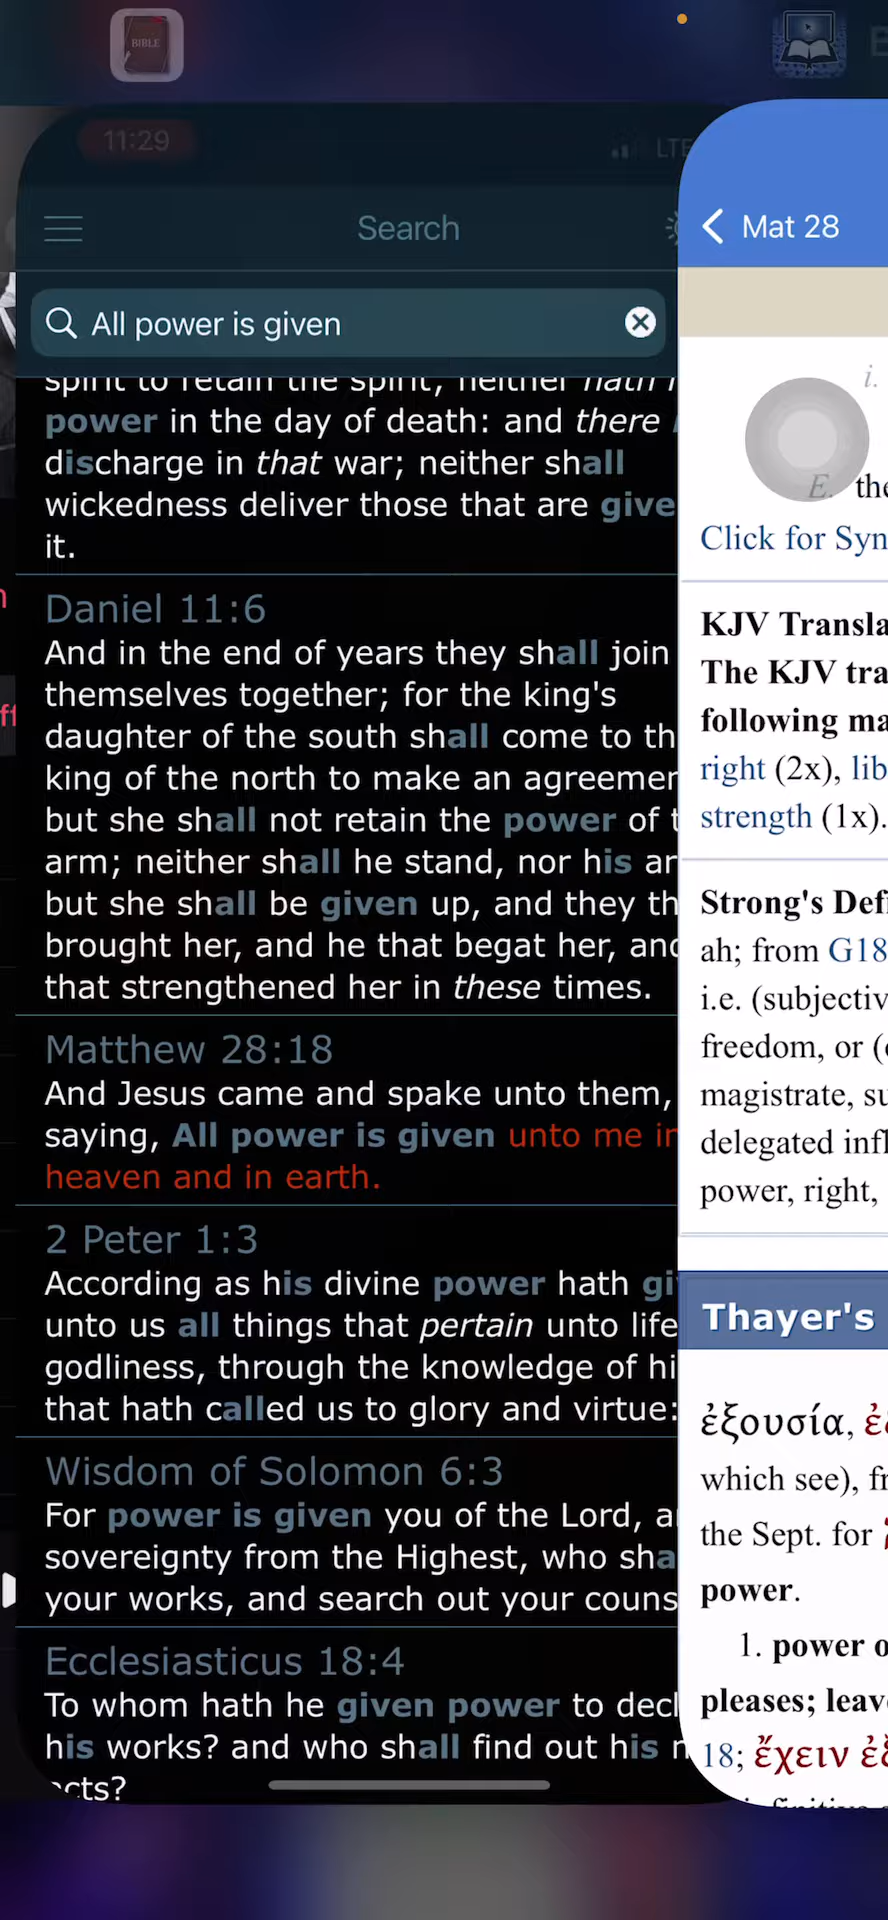 BIBLE
11:29
LTE
Search
All power is given
spirit to retain the spirit; neither hath
power in the day of death: and there
discharge in that war; neither shall
wickedness deliver those that are give
it.
Daniel 11:6
And in the end of years they shall join
themselves together; for the king's
daughter of the south shall come to th
king of the north to make an agreemen
but she shall not retain the power of t
arm; neither shall he stand, nor his ar
but she shall be given up, and they th
brought her, and he that begat her, and
that strengthened her in these times.
Matthew 28:18
And Jesus came and spake unto them,
saying, All power is given unto me in
heaven and in earth.
2 Peter 1:3
According as his divine power hath gi
unto us all things that pertain unto life
godliness, through the knowledge of hi
that hath called us to glory and virtue:
Wisdom of Solomon 6:3
For power is given you of the Lord, a
sovereignty from the Highest, who sha
your works, and search out your couns
Ecclesiasticus 18:4
To whom hath he given power to decl
his works? and who shall find out his n
acts?
Mat 28
i.
E. the
Click for Syn
KJV Transla
The KJV tra
following ma
right (2x), lib
strength (1x).
Strong's Defi
ah; from G18
i.e. (subjectiv
freedom, or (
magistrate, su
delegated infl
power, right,
Thayer's
ἐξουσία, ἐξ
which see), fr
the Sept. for
power.
1. power o
pleases; leave
18; ἔχειν ἐξ